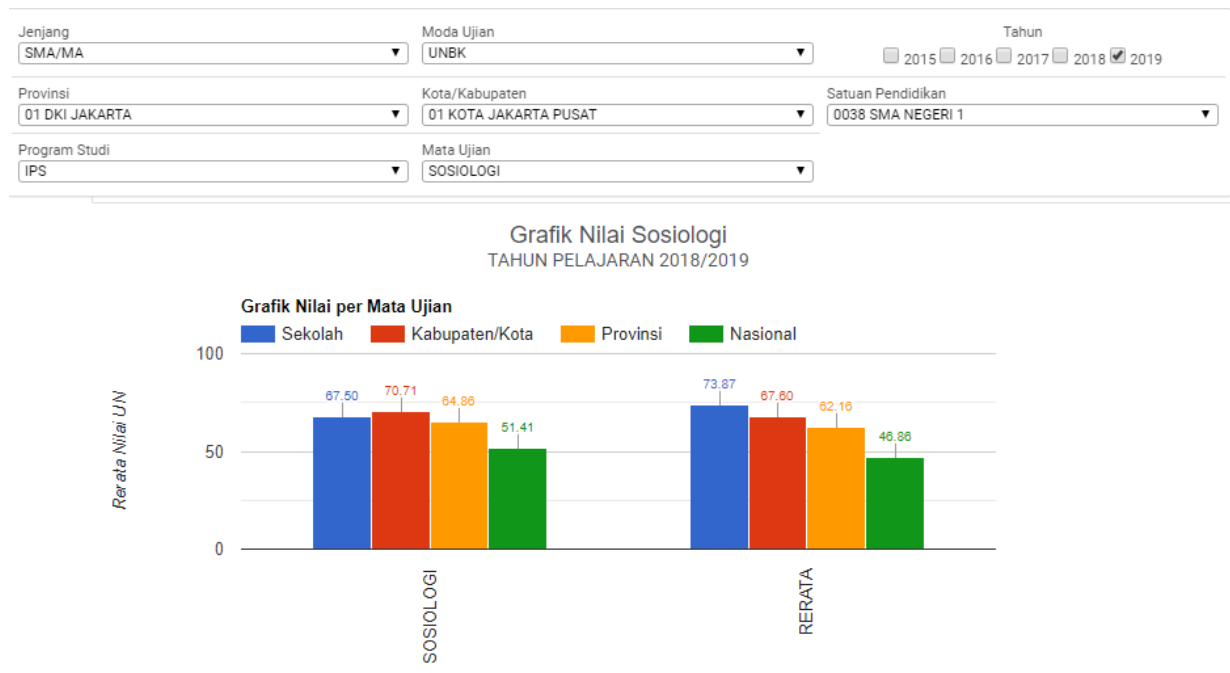 Jenjang Moda Ujian Tahun
SMA/MA UNBK 2015 2016 2017 2018 2019
Provinsi Kota/Kabupaten Satuan Pendidikan
01 DKI JAKARTA 01 KOTA JAKARTA PUSAT 0038 SMA NEGERI 1
Program Studi Mata Ujian
IPS SOSIOLOGI
Grafik Nilai Sosiologi
TAHUN PELAJARAN 2018/2019
Grafik Nilai per Mata Ujian
Sekolah Kabupaten/Kota Provinsi Nasional
100
50
0
Rerata Nilai UN
67.50 70.71 64.86 51.41
73.87 67.60 62.16 46.86
SOSIOLOGI
RERATA